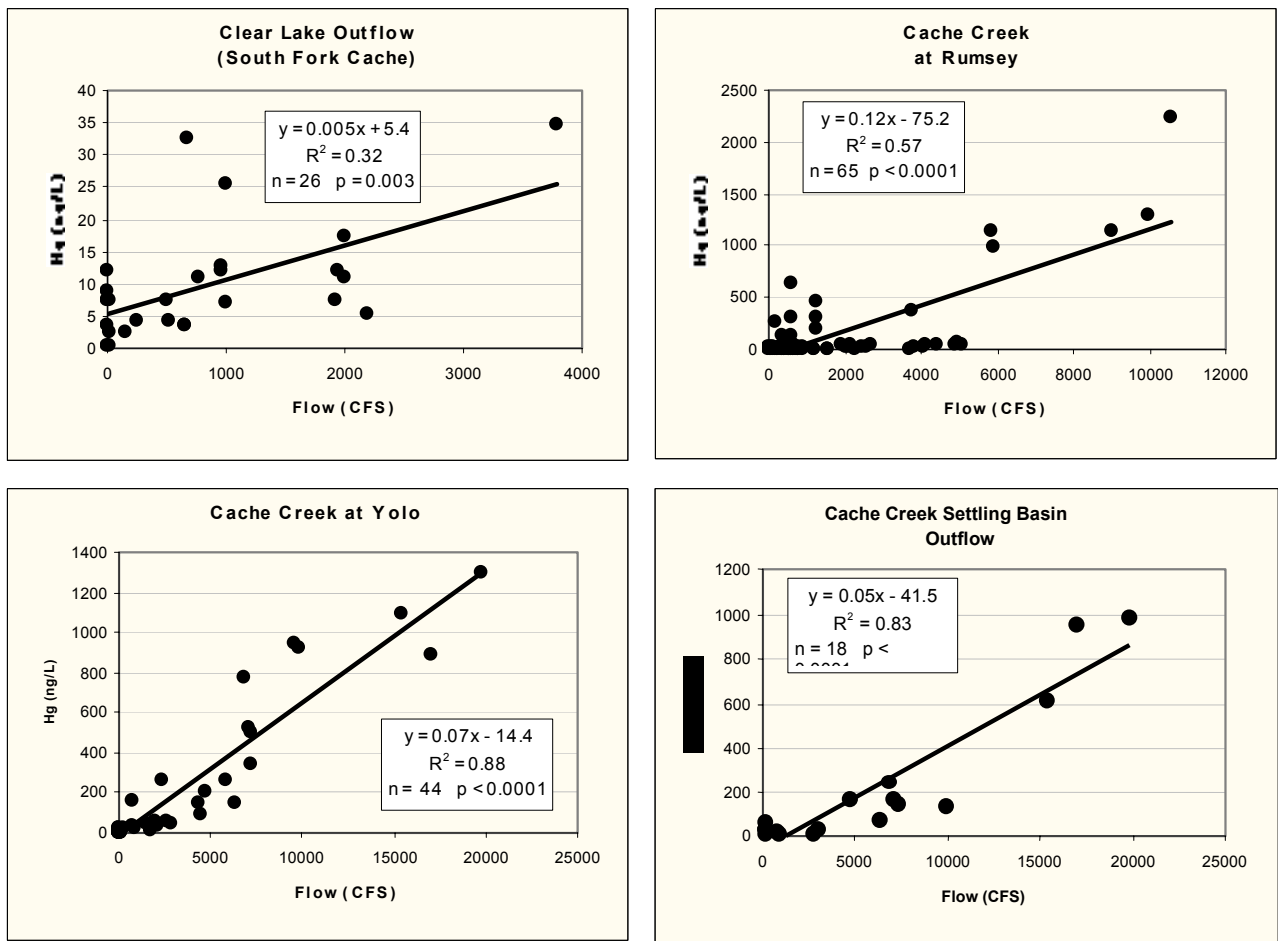 Clear Lake Outflow
(South Fork Cache)
40
35
30
25
20
15
10
5
0
y = 0.005x + 5.4
R² = 0.32
n = 26 p = 0.003
Hg (ng/L)
0 1000 2000 3000 4000
Flow (CFS)
Cache Creek
at Rumsey
2500
2000
1500
1000
500
0
y = 0.12x - 75.2
R² = 0.57
n = 65 p < 0.0001
Hg (ng/L)
0 2000 4000 6000 8000 10000 12000
Flow (CFS)
Cache Creek at Yolo
1400
1200
1000
800
600
400
200
0
Hg (ng/L)
y = 0.07x - 14.4
R² = 0.88
n = 44 p < 0.0001
0 5000 10000 15000 20000 25000
Flow (CFS)
Cache Creek Settling Basin
Outflow
1200
1000
800
600
400
200
0
y = 0.05x - 41.5
R² = 0.83
n = 18 p <
0 5000 10000 15000 20000 25000
Flow (CFS)